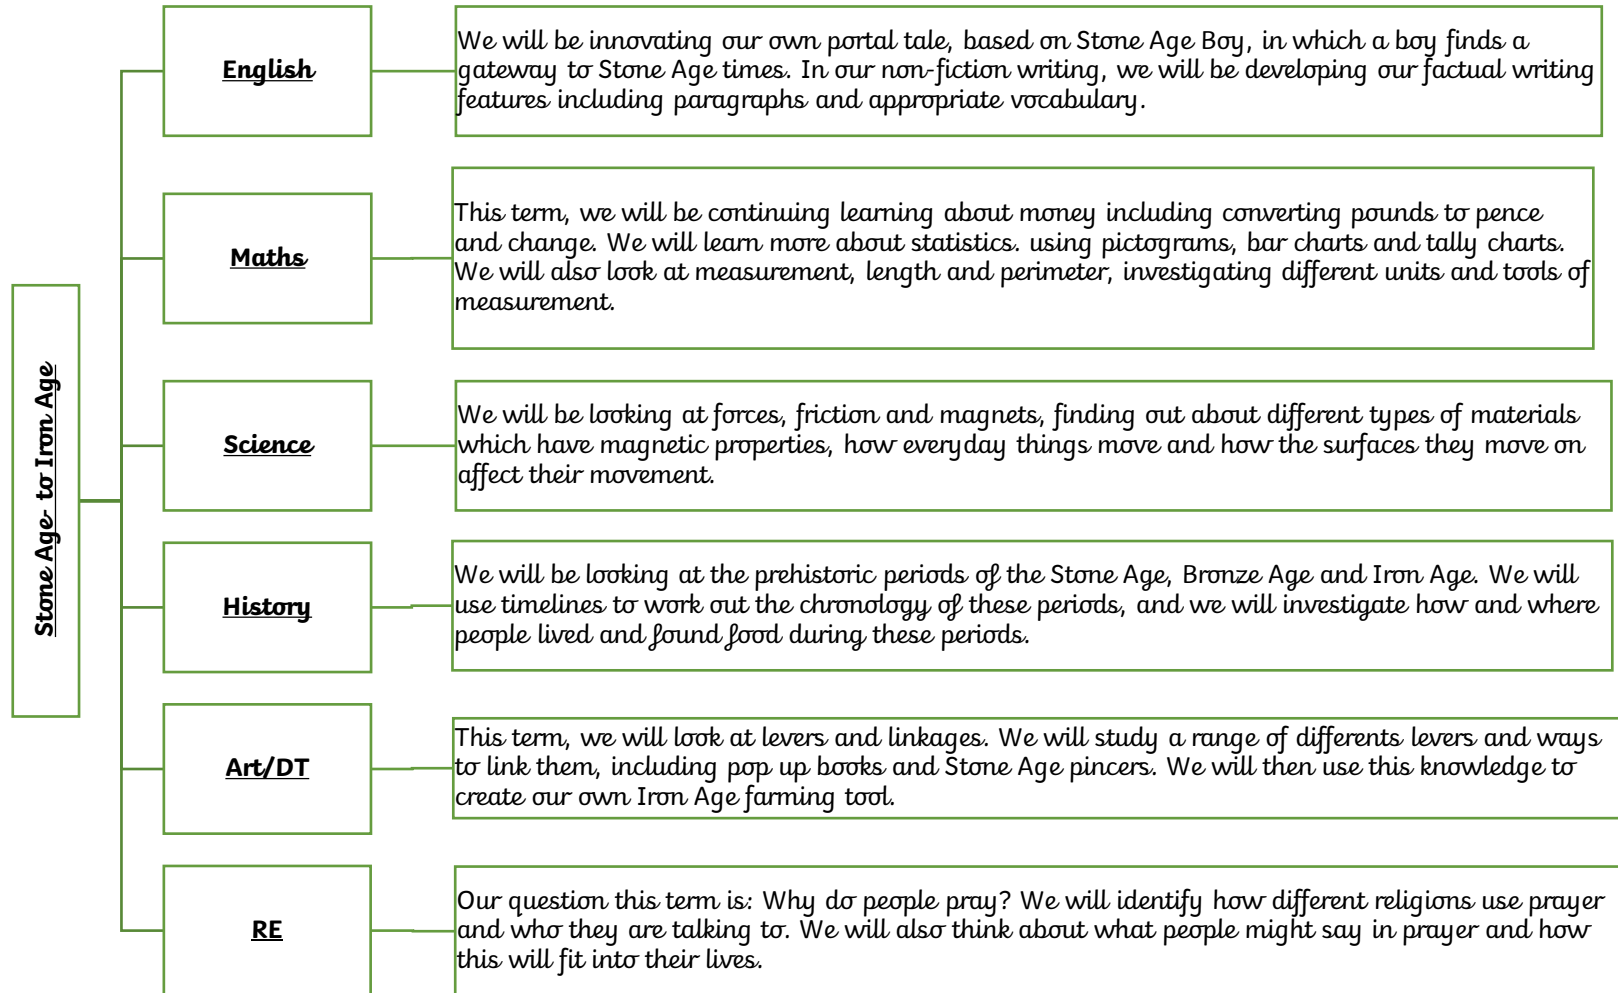 Stone Age- to Iron Age
English
We will be innovating our own portal tale, based on Stone Age Boy, in which a boy finds a
gateway to Stone Age times. In our non-fiction writing, we will be developing our factual writing
features including paragraphs and appropriate vocabulary.
Maths
This term, we will be continuing learning about money including converting pounds to pence
and change. We will learn more about statistics. using pictograms, bar charts and tally charts.
We will also look at measurement, length and perimeter, investigating different units and tools of
measurement.
Science
We will be looking at forces, friction and magnets, finding out about different types of materials
which have magnetic properties, how everyday things move and how the surfaces they move on
affect their movement.
History
We will be looking at the prehistoric periods of the Stone Age, Bronze Age and Iron Age. We will
use timelines to work out the chronology of these periods, and we will investigate how and where
people lived and found food during these periods.
Art/DT
This term, we will look at levers and linkages. We will study a range of differents levers and ways
to link them, including pop up books and Stone Age pincers. We will then use this knowledge to
create our own Iron Age farming tool.
RE
Our question this term is: Why do people pray? We will identify how different religions use prayer
and who they are talking to. We will also think about what people might say in prayer and how
this will fit into their lives.